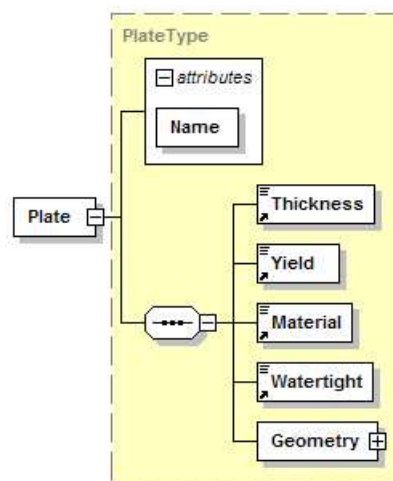 PlateType
attributes
Name
Plate
Thickness
Yield
Material
Watertight
Geometry